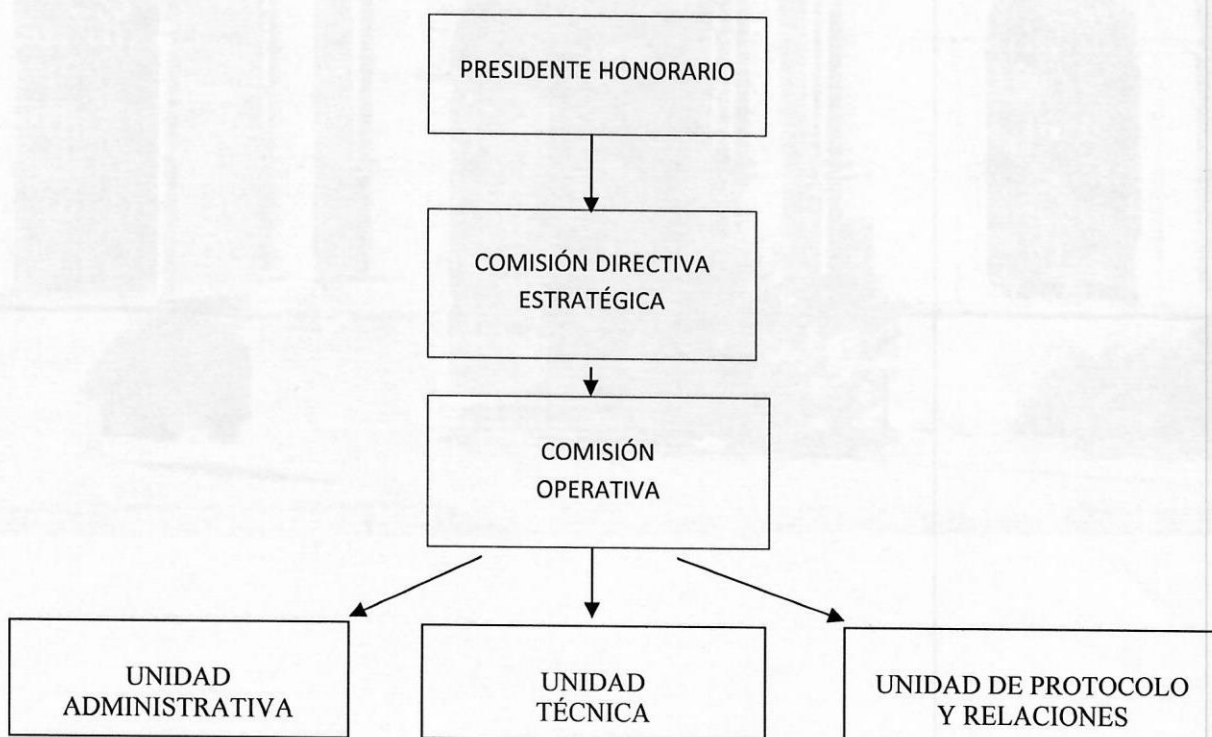 PRESIDENTE HONORARIO
COMISIÓN DIRECTIVA
ESTRATÉGICA
COMISIÓN
OPERATIVA
UNIDAD
ADMINISTRATIVA
UNIDAD
TÉCNICA
UNIDAD DE PROTOCOLO
Y RELACIONES